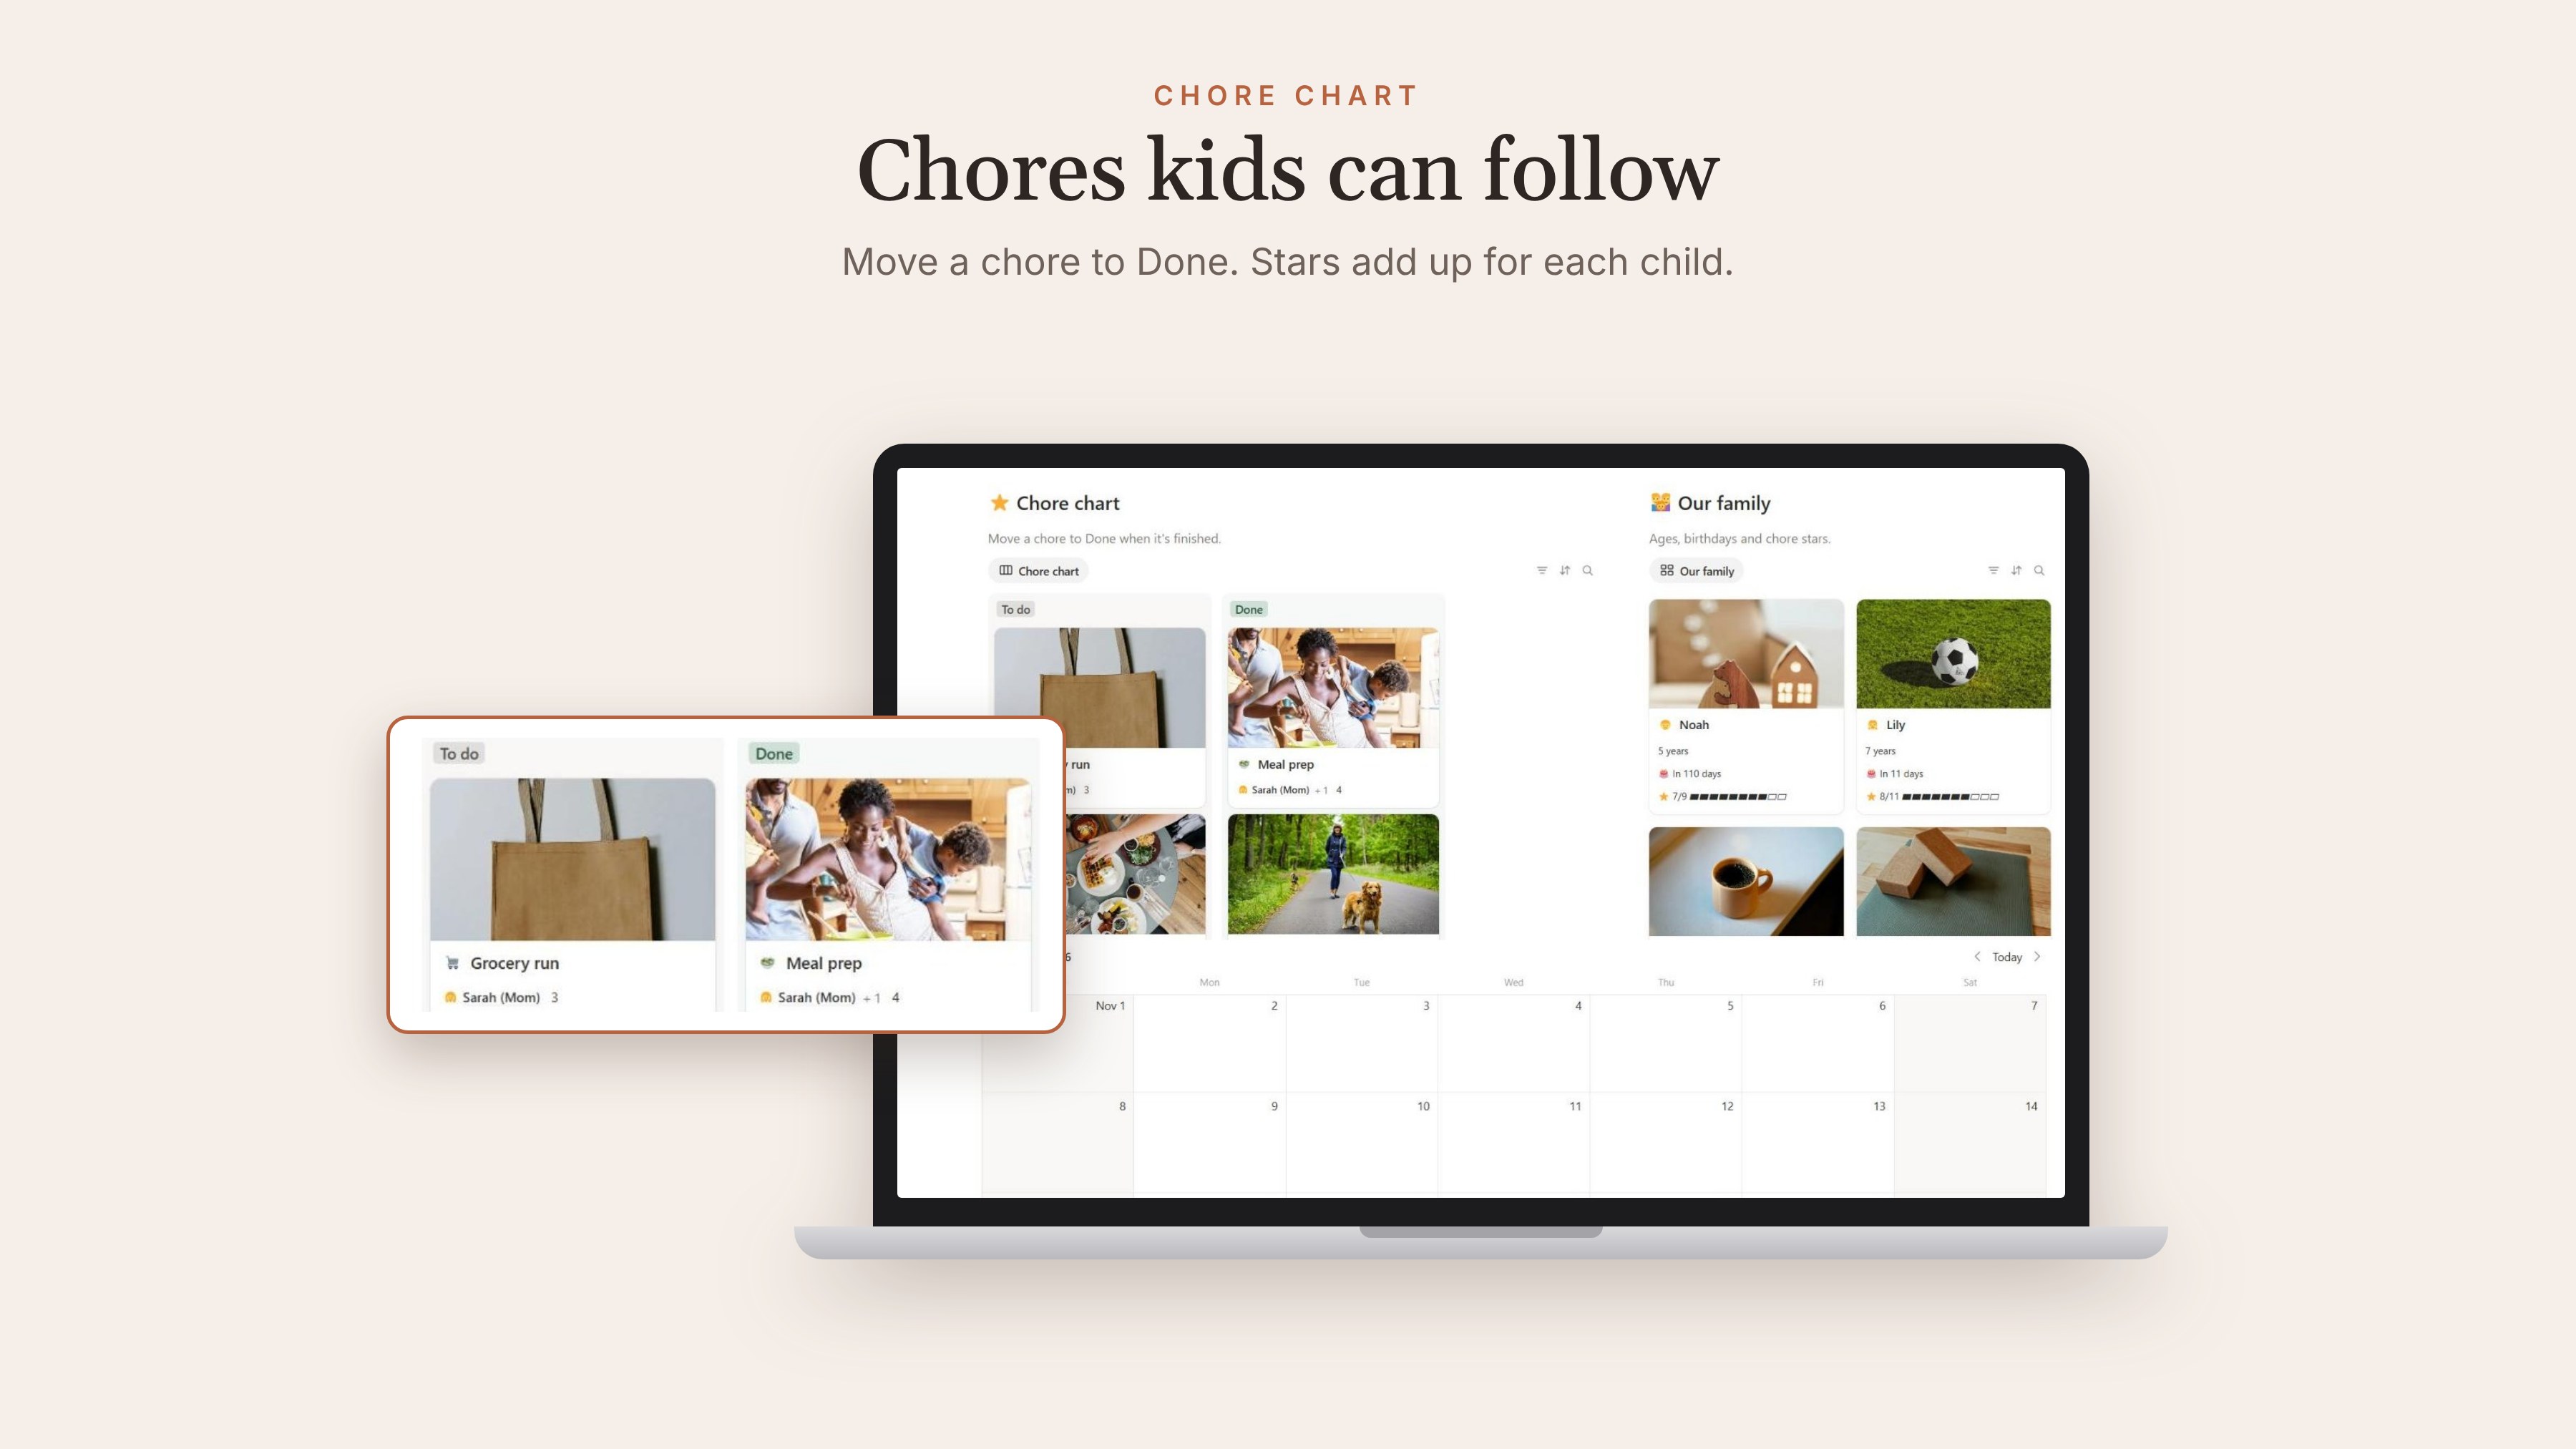 CHORE CHART
Chores kids can follow
Move a chore to Done. Stars add up for each child.
Chore chart
Move a chore to Done when it's finished.
Chore chart
To do
Done
run
3
Meal prep
Sarah (Mom) +1 4
Our family
Ages, birthdays and chore stars.
Our family
Noah
5 years
In 110 days
7/9
Lily
7 years
In 11 days
8/11
To do
Done
Grocery run
Sarah (Mom) 3
Meal prep
Sarah (Mom) +1 4
6
Today
Mon Tue Wed Thu Fri Sat
Nov 1 2 3 4 5 6 7
8 9 10 11 12 13 14